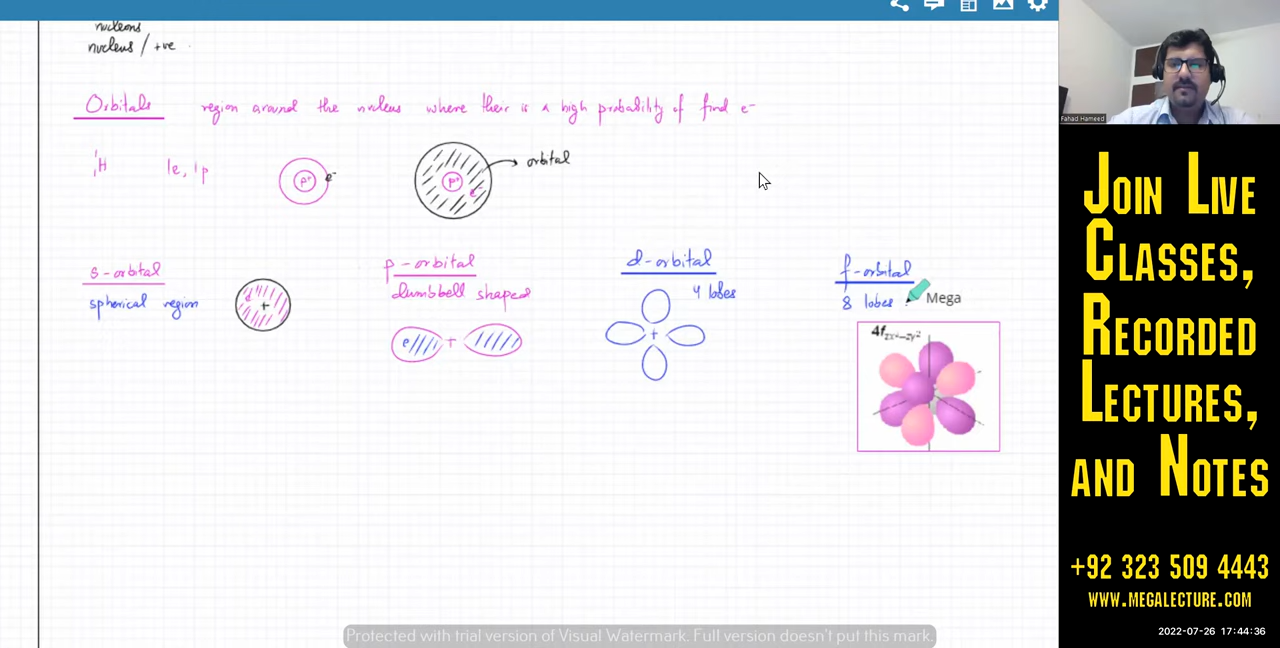 nucleons
nucleus / +ve
Orbitals region around the nucleus where their is a high probability of find e-
1e, 1p
P+
e-
P+
e-
orbital
s-orbital
spherical region
+
p-orbital
dumbbell shaped
e
+
d-orbital
4 lobes
+
f-orbital
8 lobes
Mega
Fahad Hameed
JOIN LIVE
CLASSES,
RECORDED
LECTURES,
AND NOTES
+92 323 509 4443
WWW.MEGALECTURE.COM
2022-07-26 17:44:36
Protected with trial version of Visual Watermark. Full version doesn't put this mark.